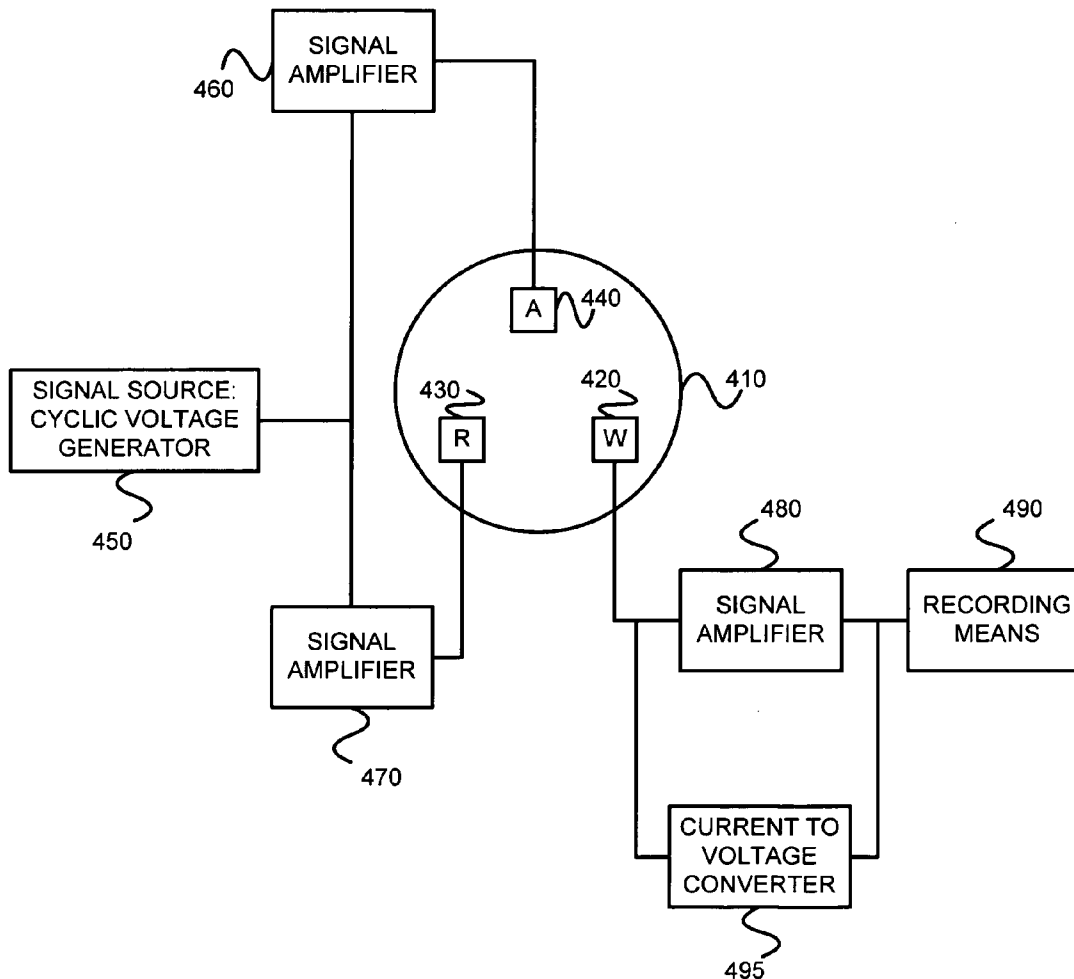 SIGNAL
AMPLIFIER
460
A
440
410
430
420
R
W
SIGNAL SOURCE:
CYCLIC VOLTAGE
GENERATOR
450
480
490
SIGNAL
AMPLIFIER
RECORDING
MEANS
SIGNAL
AMPLIFIER
470
CURRENT TO
VOLTAGE
CONVERTER
495